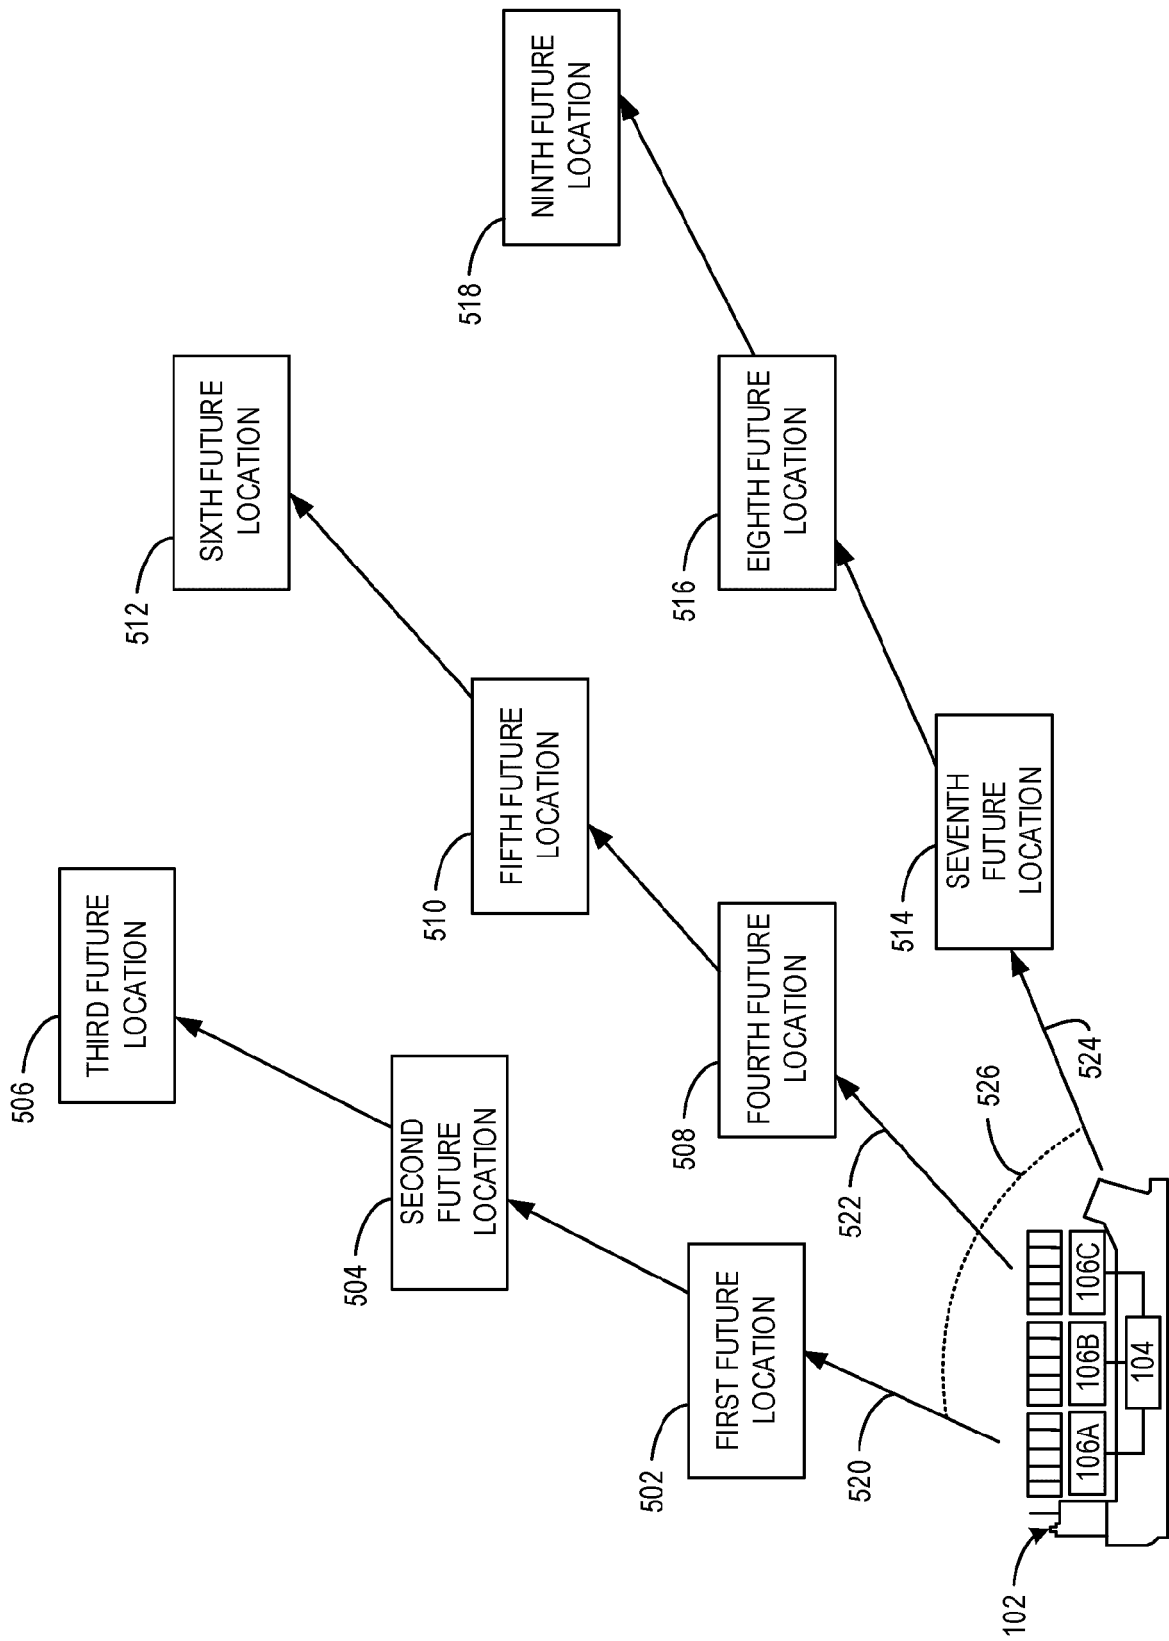 506
THIRD FUTURE
LOCATION
512
SIXTH FUTURE
LOCATION
504
SECOND
FUTURE
LOCATION
510
FIFTH FUTURE
LOCATION
518
NINTH FUTURE
LOCATION
502
FIRST FUTURE
LOCATION
508
FOURTH FUTURE
LOCATION
516
EIGHTH FUTURE
LOCATION
520
522
514
SEVENTH
FUTURE
LOCATION
526
524
102
106A
106B
106C
104